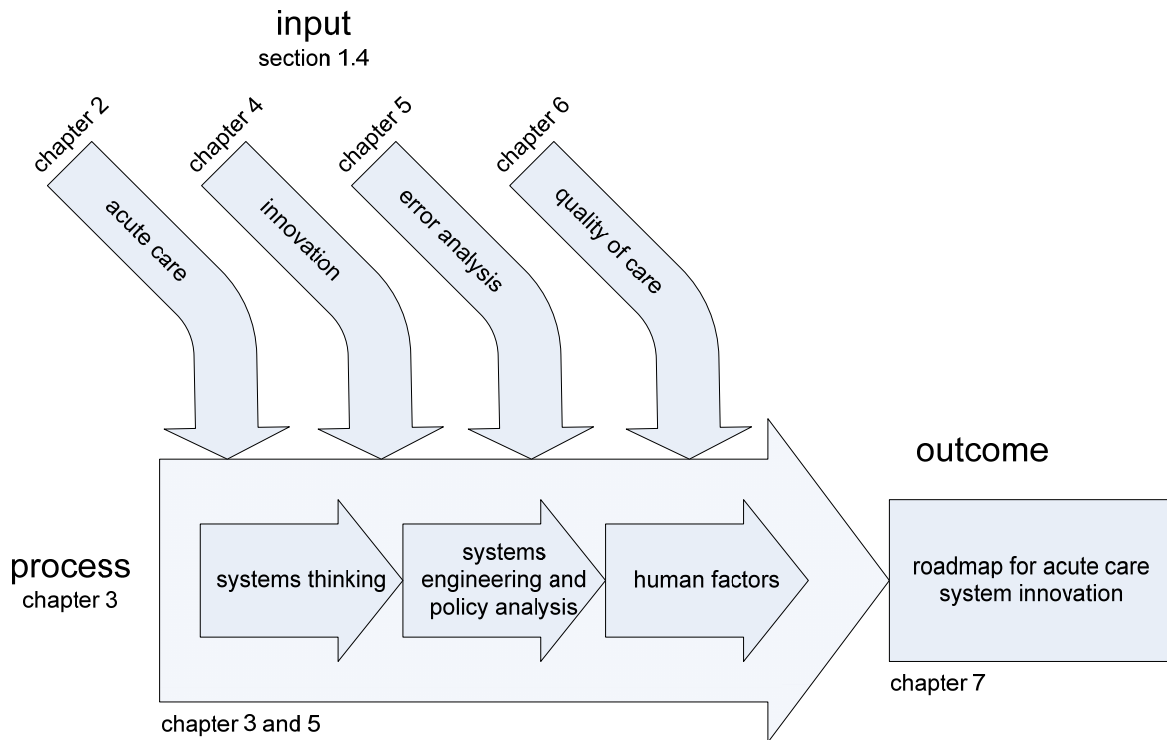 input
section 1.4
chapter 2
chapter 4
chapter 5
chapter 6
acute care
innovation
error analysis
quality of care
outcome
process
chapter 3
systems thinking
systems
engineering and
policy analysis
human factors
roadmap for acute care
system innovation
chapter 7
chapter 3 and 5